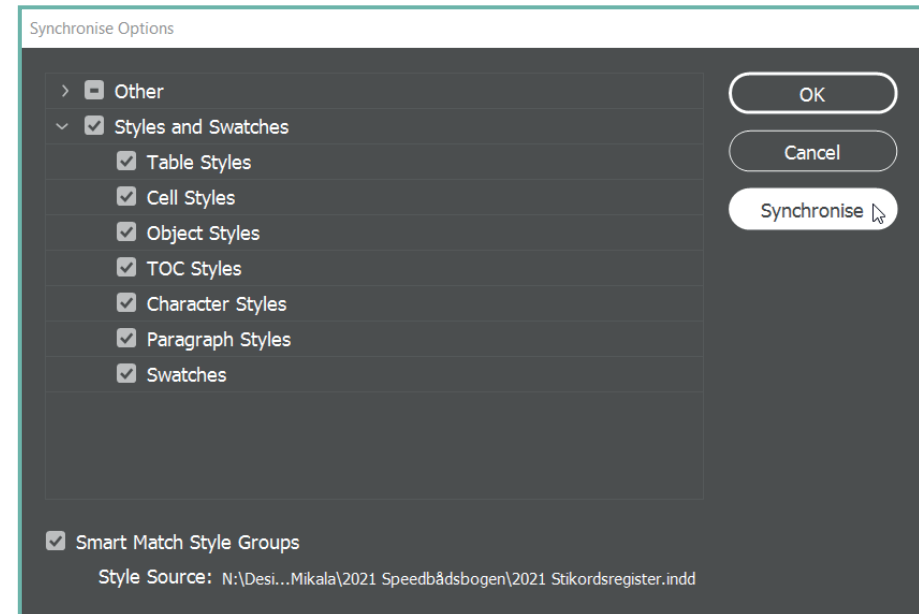 Synchronise Options
Other
Styles and Swatches
Table Styles
Cell Styles
Object Styles
TOC Styles
Character Styles
Paragraph Styles
Swatches
OK
Cancel
Synchronise
Smart Match Style Groups
Style Source: N:\Desi...Mikala\2021 Speedbådsbogen\2021 Stikordsregister.indd